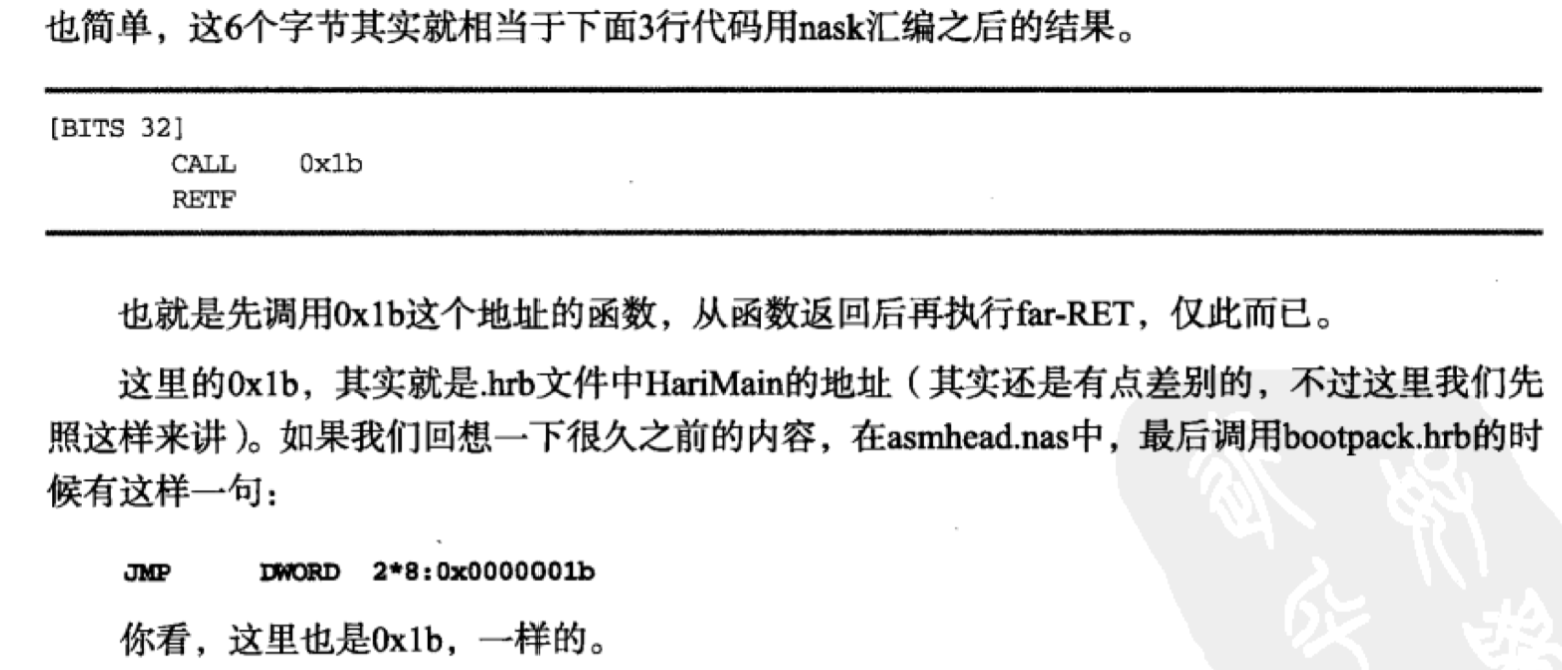 也简单，这6个字节其实就相当于下面3行代码用nask汇编之后的结果。
[BITS 32]
CALL 0x1b
RETF
也就是先调用0x1b这个地址的函数，从函数返回后再执行far-RET，仅此而已。
这里的0x1b，其实就是.hrb文件中HariMain的地址（其实还是有点差别的，不过这里我们先
照这样来讲）。如果我们回想一下很久之前的内容，在asmhead.nas中，最后调用bootpack.hrb的时
候有这样一句：
JMP DWORD 2*8:0x0000001b
你看，这里也是0x1b，一样的。